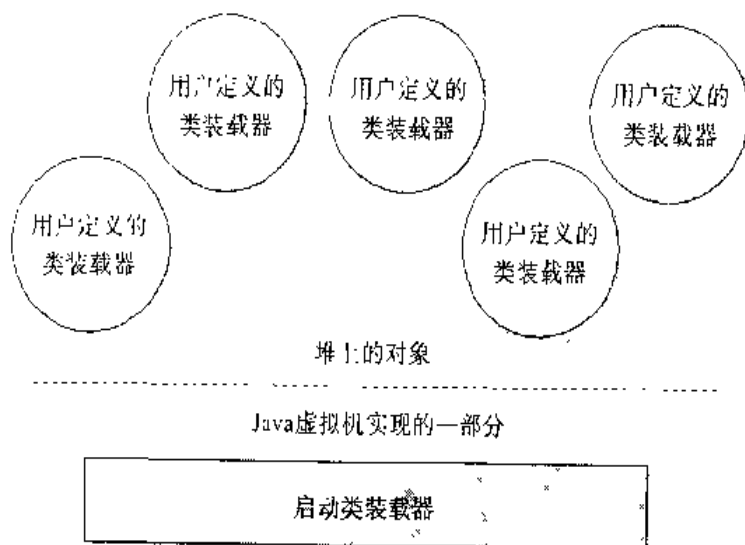 用户定义的
类装载器
用户定义的
类装载器
用户定义的
类装载器
用户定义的
类装载器
用户定义的
类装载器
堆上的对象
Java虚拟机实现的一部分
启动类装载器